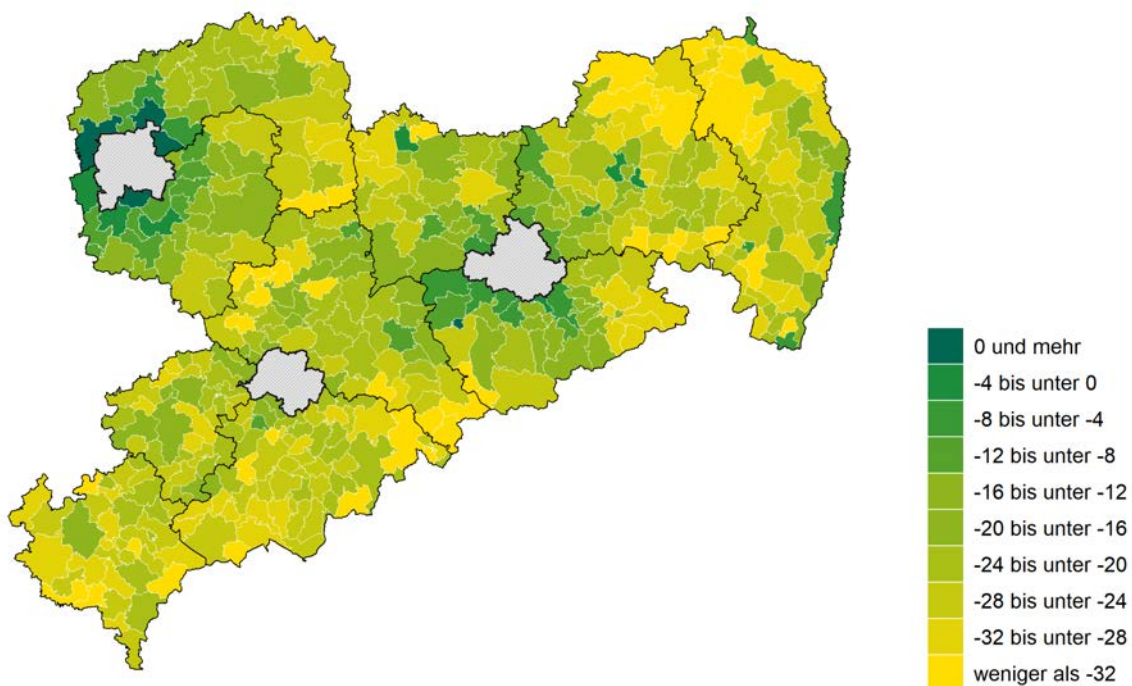 0 und mehr
-4 bis unter 0
-8 bis unter -4
-12 bis unter -8
-16 bis unter -12
-20 bis unter -16
-24 bis unter -20
-28 bis unter -24
-32 bis unter -28
weniger als -32